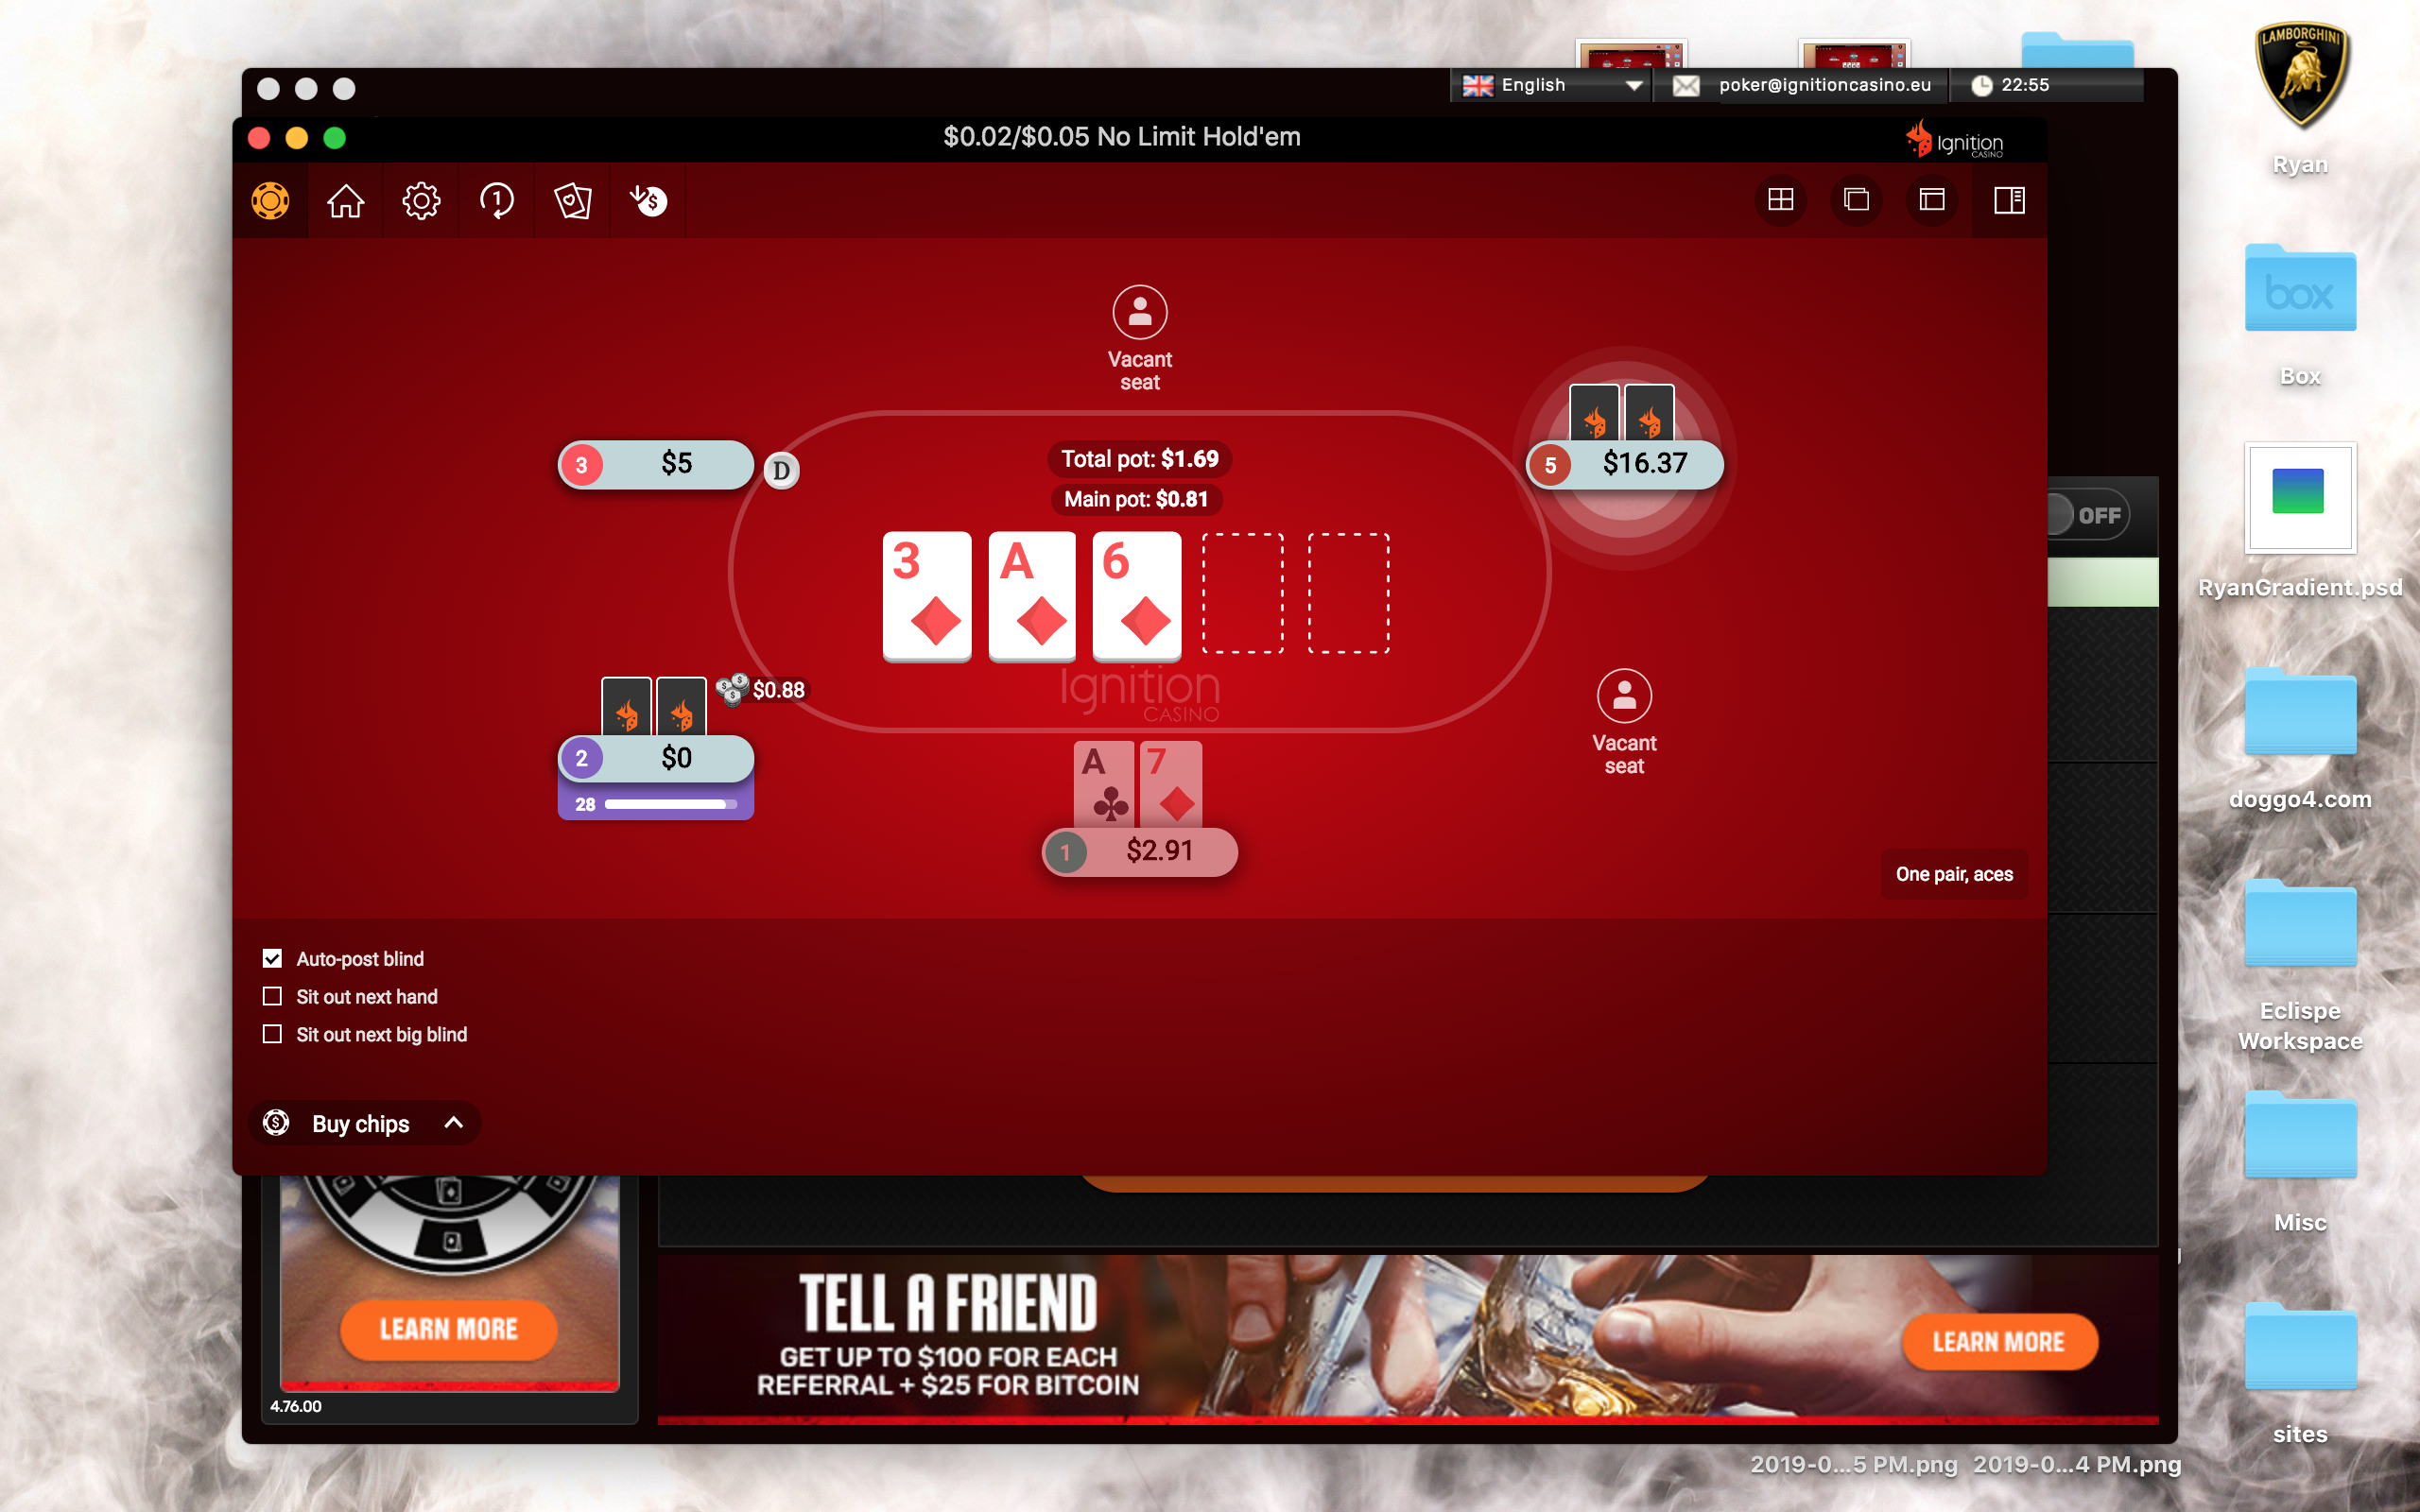 LAMBORGHINI
Ryan
English
poker@ignitioncasino.eu
22:55
$0.02/$0.05 No Limit Hold'em
Ignition
CASINO
1
$
Vacant
seat
3
$5
D
Total pot: $1.69
Main pot: $0.81
5
$16.37
3
A
6
Ignition
CASINO
$0.88
2
$0
28
A
7
1
$2.91
Vacant
seat
One pair, aces
Auto-post blind
Sit out next hand
Sit out next big blind
$
Buy chips
OFF
LEARN MORE
4.76.00
TELL A FRIEND
GET UP TO $100 FOR EACH
REFERRAL + $25 FOR BITCOIN
LEARN MORE
box
Box
RyanGradient.psd
doggo4.com
Eclispe
Workspace
Misc
sites
2019-0...5 PM.png
2019-0...4 PM.png